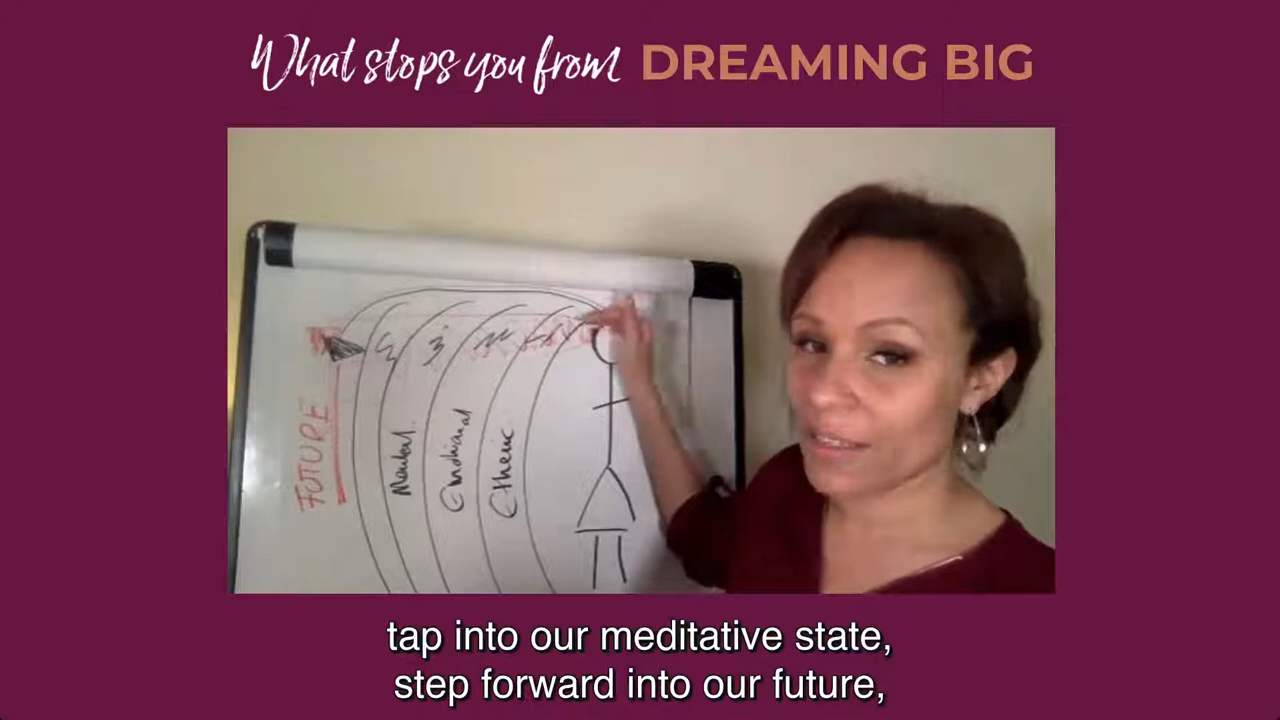 What stops you from DREAMING BIG
FUTURE
Mental
Emotional
Etheric
tap into our meditative state,
step forward into our future,